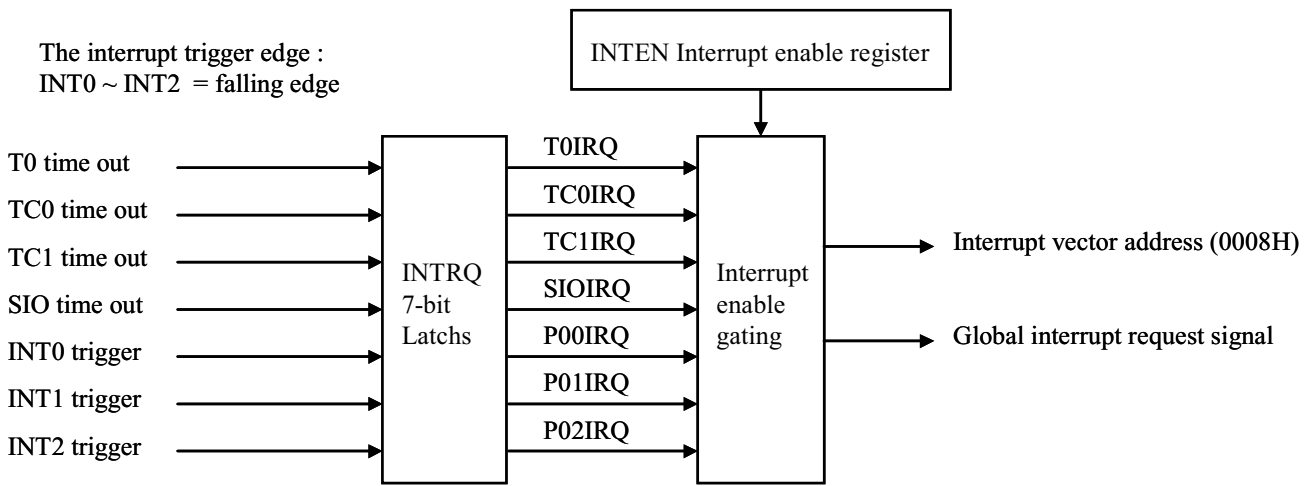 The interrupt trigger edge :
INT0 ~ INT2 = falling edge
INTEN Interrupt enable register
T0 time out
TC0 time out
TC1 time out
SIO time out
INT0 trigger
INT1 trigger
INT2 trigger
INTRQ
7-bit
Latchs
T0IRQ
TC0IRQ
TC1IRQ
SIOIRQ
P00IRQ
P01IRQ
P02IRQ
Interrupt
enable
gating
Interrupt vector address (0008H)
Global interrupt request signal